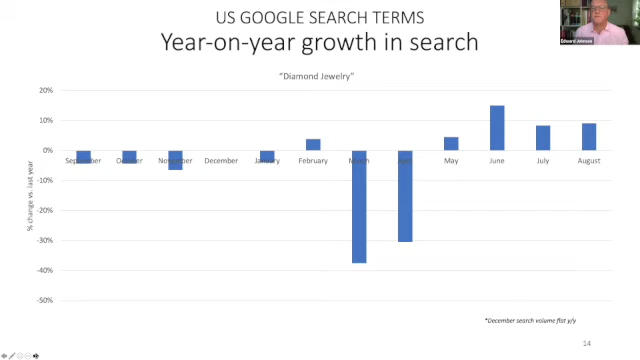 US GOOGLE SEARCH TERMS
Year-on-year growth in search
Edward Johnson
"Diamond Jewelry"
20%
10%
0%
-10%
-20%
-30%
-40%
-50%
% change vs. last year
September October November December January February March April May June July August
*December search volume flat y/y
14